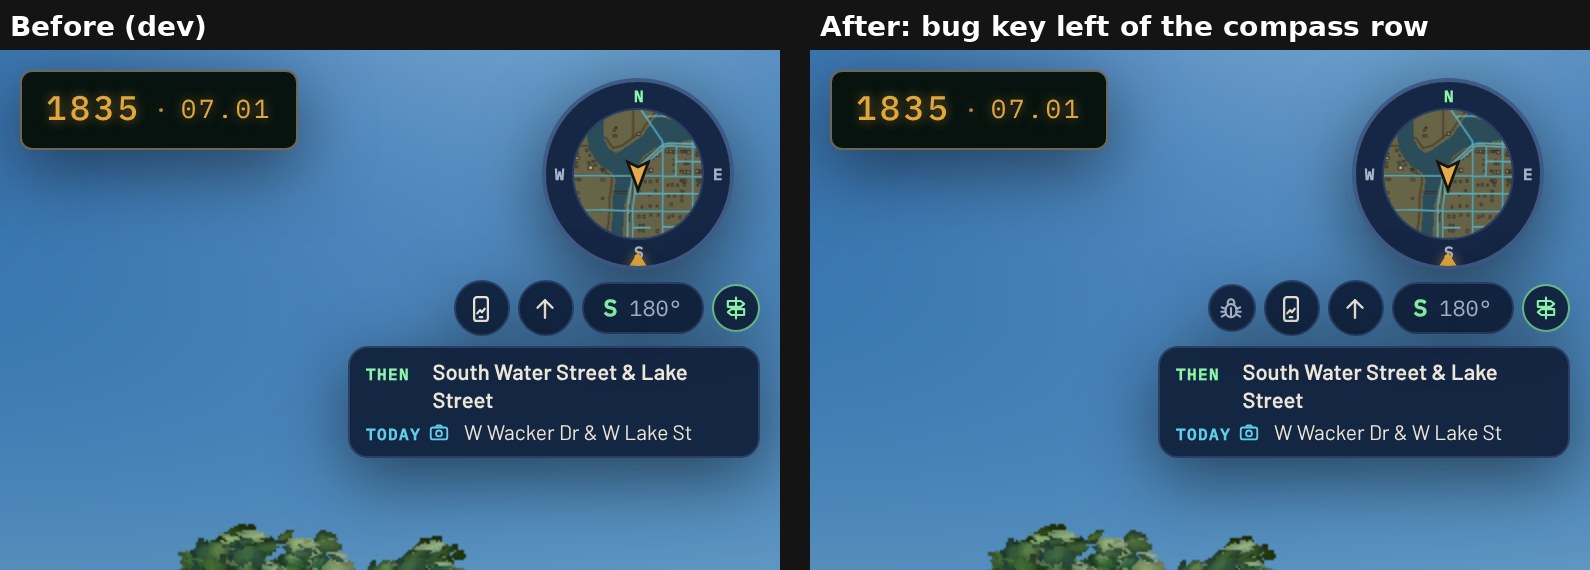 Before (dev)
1835 · 07.01
N
W
E
S
S 180°
THEN South Water Street & Lake
Street
TODAY W Wacker Dr & W Lake St
After: bug key left of the compass row
1835 · 07.01
N
W
E
S
S 180°
THEN South Water Street & Lake
Street
TODAY W Wacker Dr & W Lake St